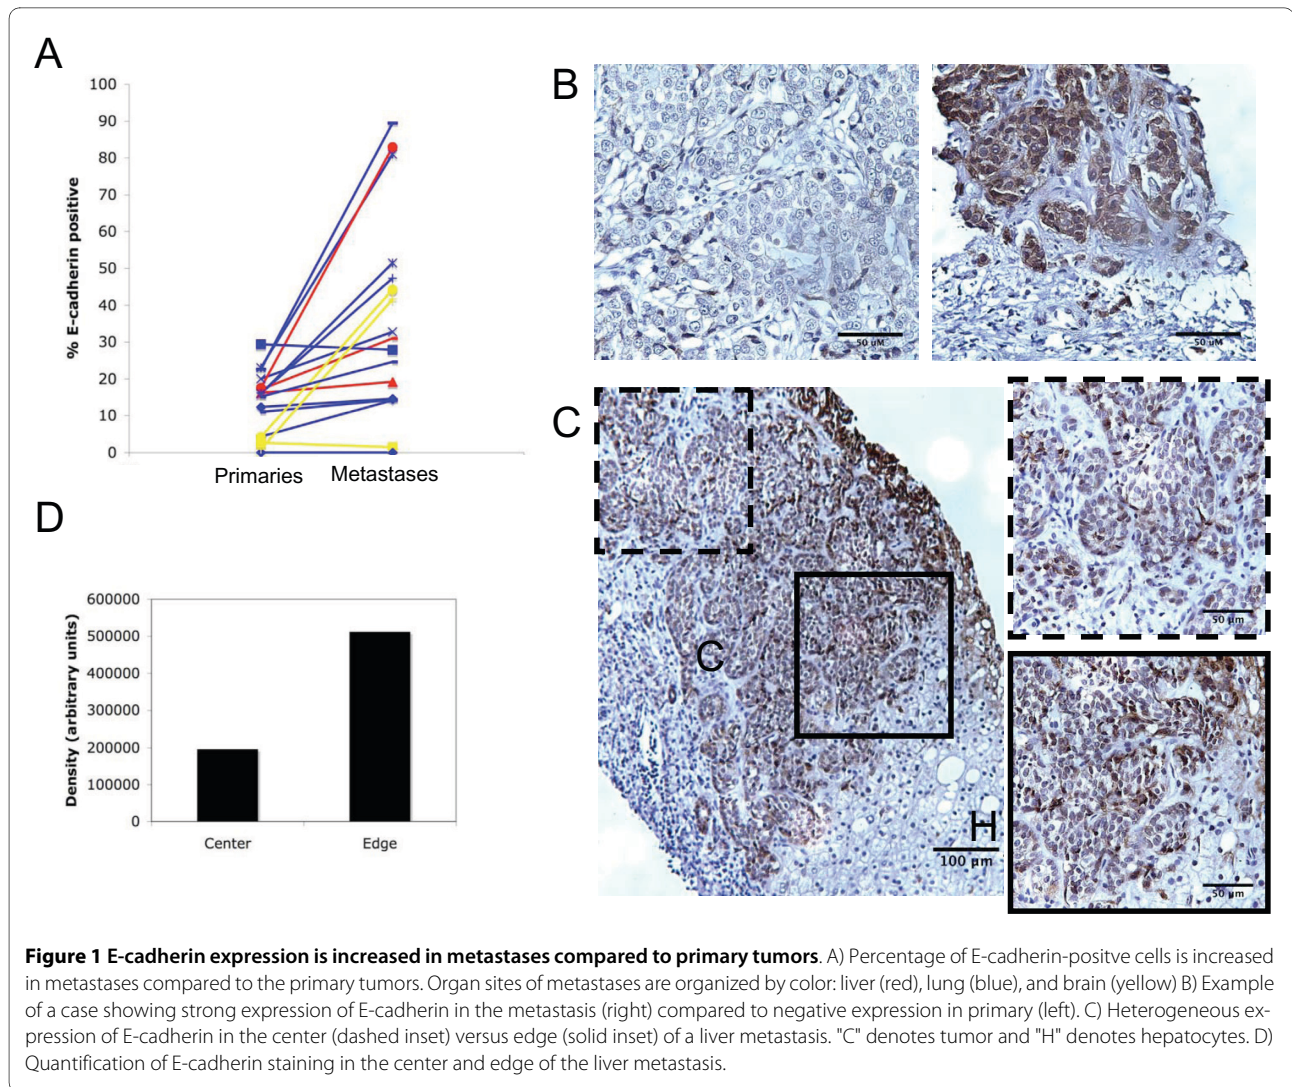 A
100
90
80
70
60
50
40
30
20
10
0
% E-cadherin positive
Primaries
Metastases
B
50 uM
50 uM
C
C
H
100 µm
50 µm
50 µm
D
600000
500000
400000
300000
200000
100000
0
Density (arbitrary units)
Center
Edge
Figure 1 E-cadherin expression is increased in metastases compared to primary tumors. A) Percentage of E-cadherin-positve cells is increased
in metastases compared to the primary tumors. Organ sites of metastases are organized by color: liver (red), lung (blue), and brain (yellow) B) Example
of a case showing strong expression of E-cadherin in the metastasis (right) compared to negative expression in primary (left). C) Heterogeneous ex-
pression of E-cadherin in the center (dashed inset) versus edge (solid inset) of a liver metastasis. "C" denotes tumor and "H" denotes hepatocytes. D)
Quantification of E-cadherin staining in the center and edge of the liver metastasis.